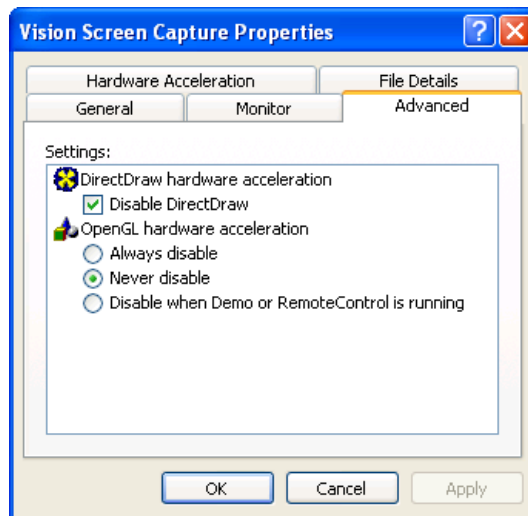 Vision Screen Capture Properties
Hardware Acceleration File Details
General Monitor Advanced
Settings:
DirectDraw hardware acceleration
Disable DirectDraw
OpenGL hardware acceleration
Always disable
Never disable
Disable when Demo or RemoteControl is running
OK Cancel Apply